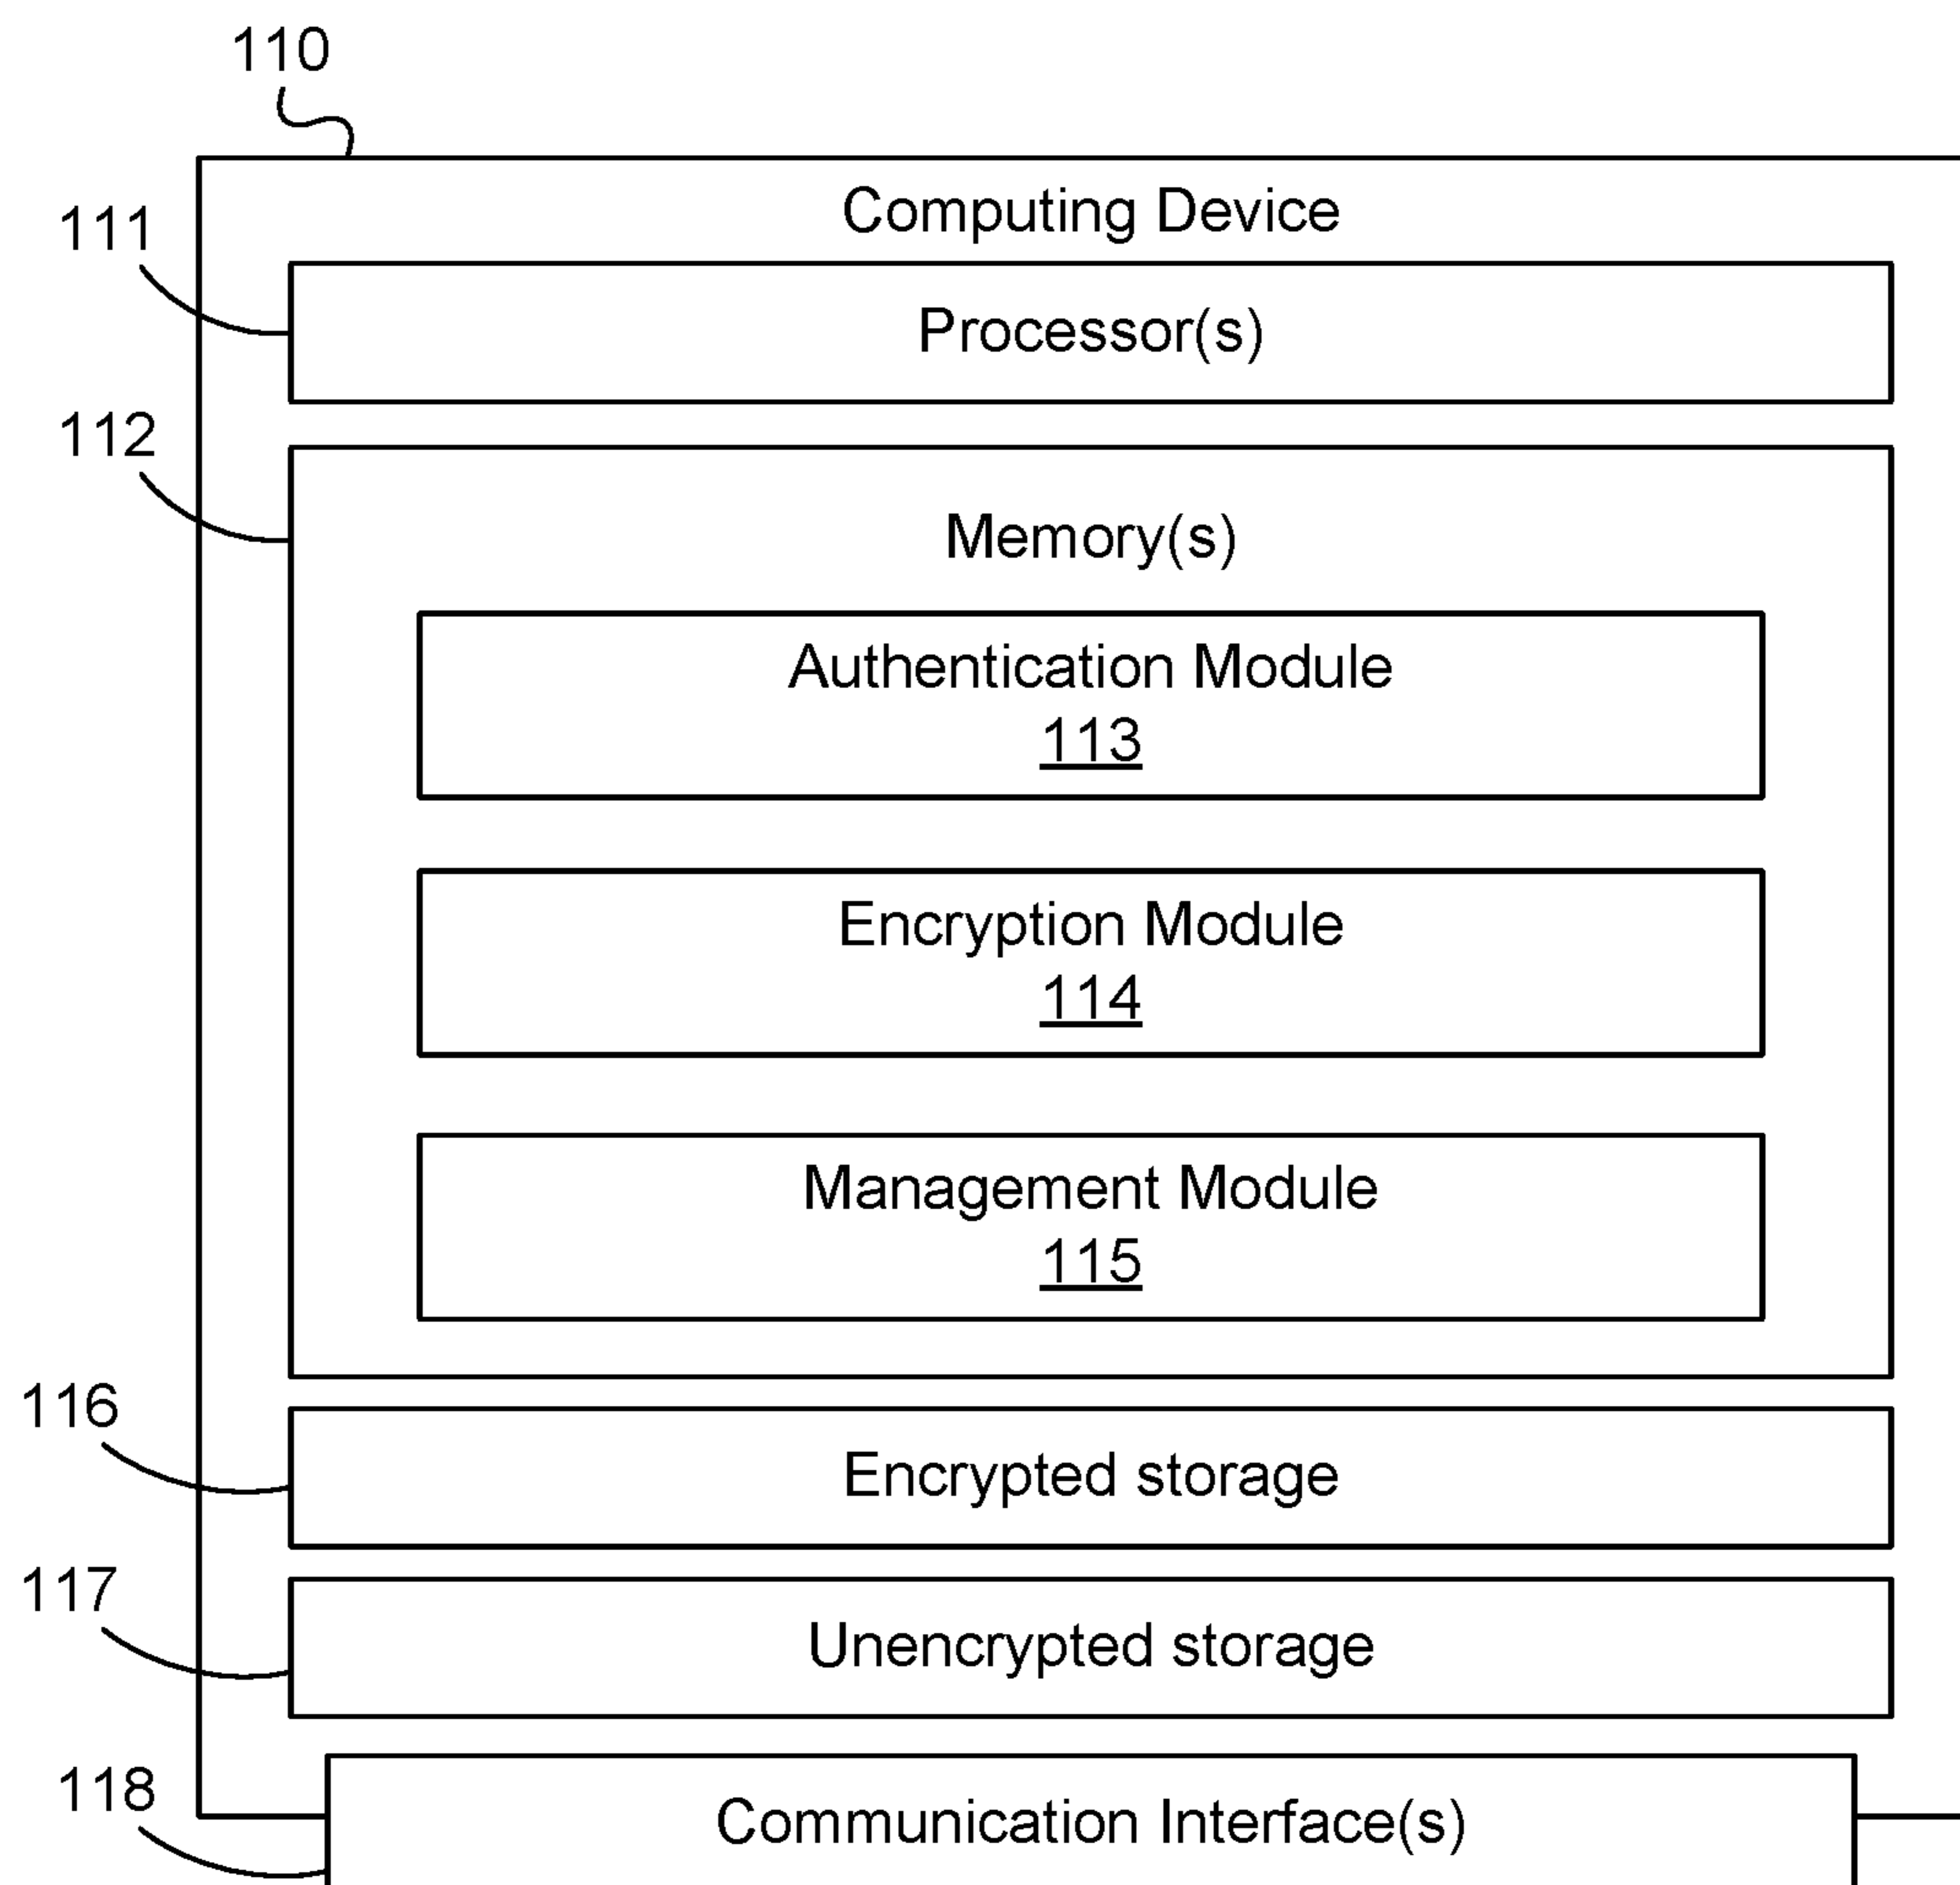 110
Computing Device
111
Processor(s)
112
Memory(s)
Authentication Module
113
Encryption Module
114
Management Module
115
116
Encrypted storage
117
Unencrypted storage
118
Communication Interface(s)